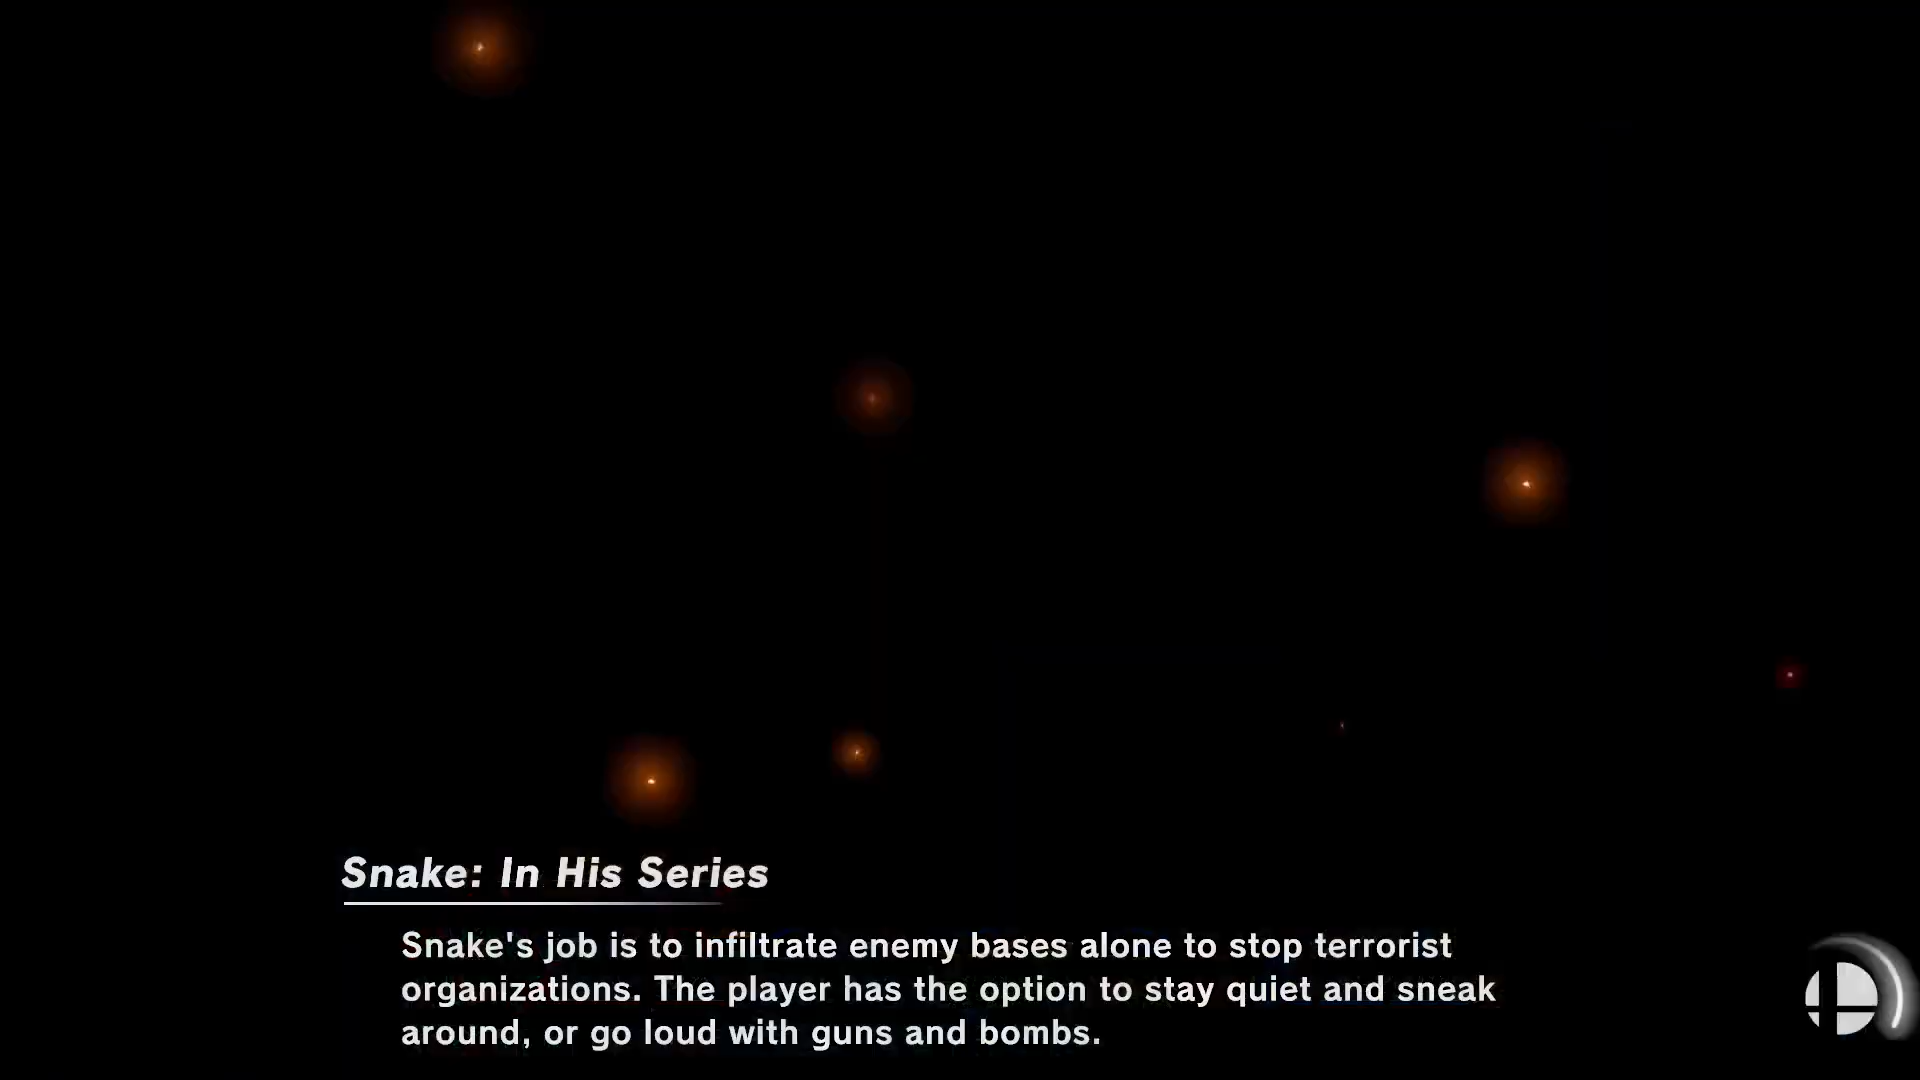 Snake: In His Series
Snake's job is to infiltrate enemy bases alone to stop terrorist
organizations. The player has the option to stay quiet and sneak
around, or go loud with guns and bombs.